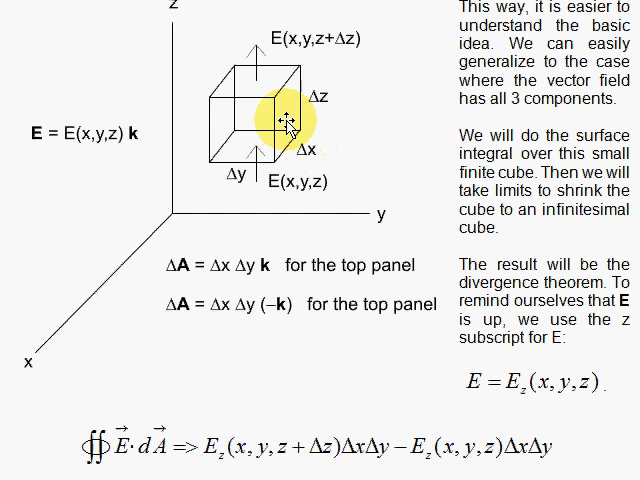 z
E(x,y,z+Δz)
Δz
E = E(x,y,z) k
Δx
Δy
E(x,y,z)
y
ΔA = Δx Δy k for the top panel
ΔA = Δx Δy (–k) for the top panel
x
This way, it is easier to
understand the basic
idea. We can easily
generalize to the case
where the vector field
has all 3 components.
We will do the surface
integral over this small
finite cube. Then we will
take limits to shrink the
cube to an infinitesimal
cube.
The result will be the
divergence theorem. To
remind ourselves that E
is up, we use the z
subscript for E:
E = E_z(x, y, z).
∯ E⃗·dA⃗ => E_z(x, y, z + Δz)ΔxΔy − E_z(x, y, z)ΔxΔy